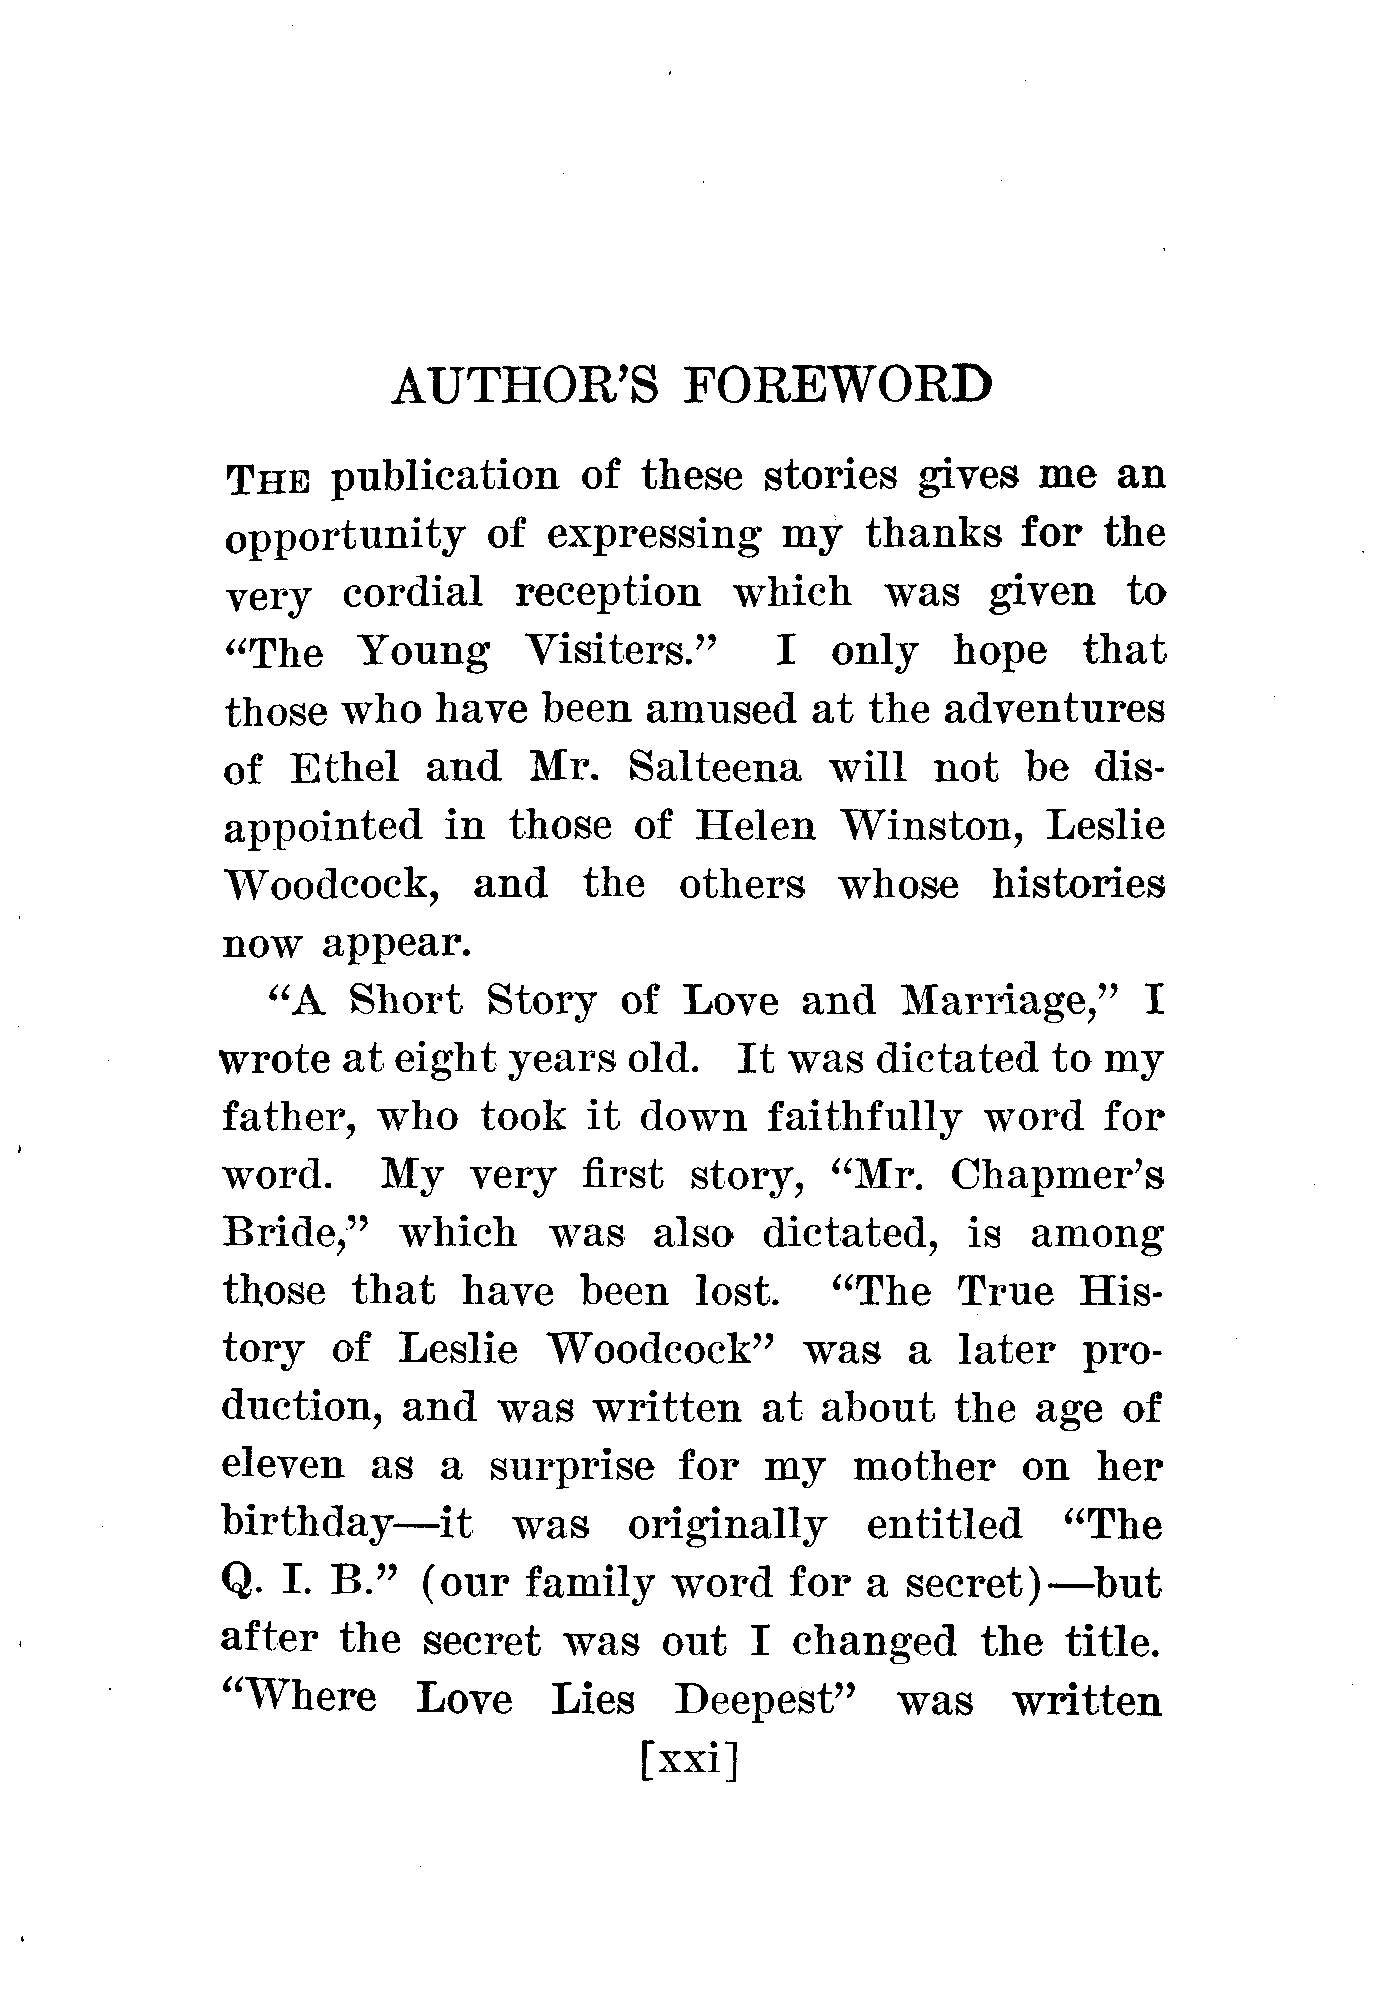 AUTHOR'S FOREWORD
THE publication of these stories gives me an
opportunity of expressing my thanks for the
very cordial reception which was given to
“The Young Visiters.” I only hope that
those who have been amused at the adventures
of Ethel and Mr. Salteena will not be dis-
appointed in those of Helen Winston, Leslie
Woodcock, and the others whose histories
now appear.
“A Short Story of Love and Marriage,” I
wrote at eight years old. It was dictated to my
father, who took it down faithfully word for
word. My very first story, “Mr. Chapmer's
Bride,” which was also dictated, is among
those that have been lost. “The True His-
tory of Leslie Woodcock” was a later pro-
duction, and was written at about the age of
eleven as a surprise for my mother on her
birthday—it was originally entitled “The
Q. I. B.” (our family word for a secret)—but
after the secret was out I changed the title.
“Where Love Lies Deepest” was written
[xxi]